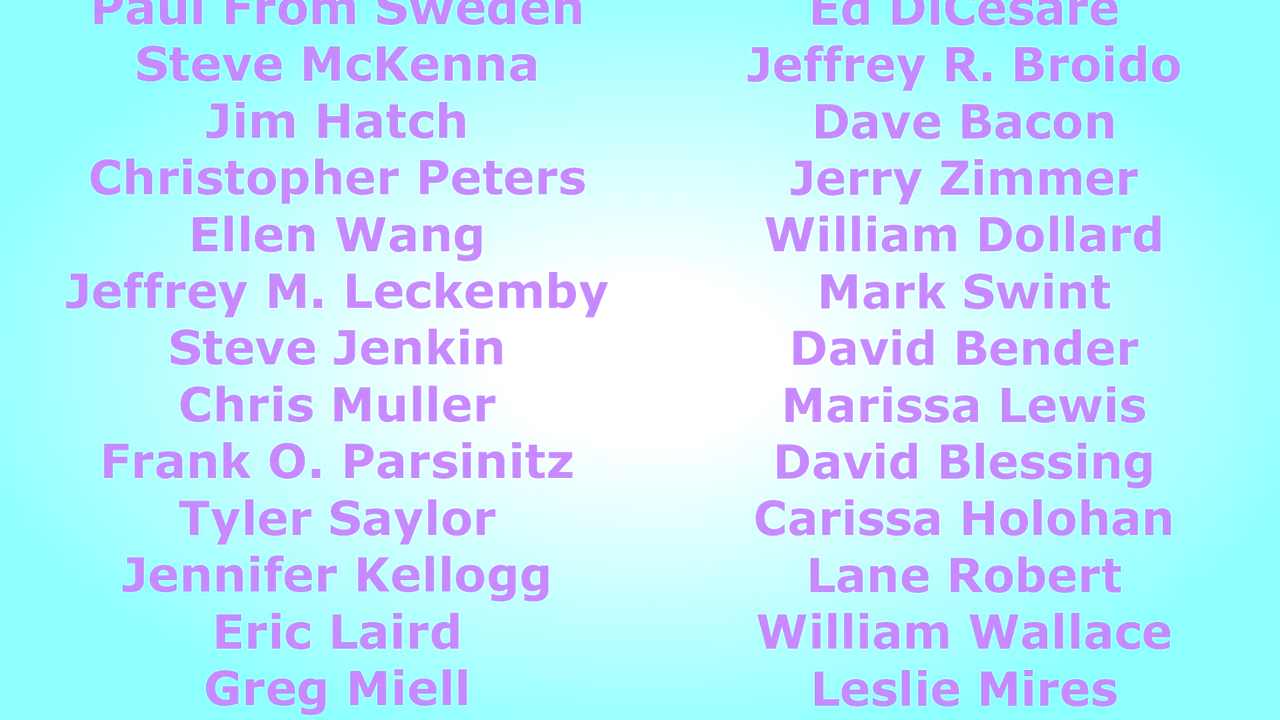 Paul From Sweden
Steve McKenna
Jim Hatch
Christopher Peters
Ellen Wang
Jeffrey M. Leckemby
Steve Jenkin
Chris Muller
Frank O. Parsinitz
Tyler Saylor
Jennifer Kellogg
Eric Laird
Greg Miell
Ed DiCesare
Jeffrey R. Broido
Dave Bacon
Jerry Zimmer
William Dollard
Mark Swint
David Bender
Marissa Lewis
David Blessing
Carissa Holohan
Lane Robert
William Wallace
Leslie Mires